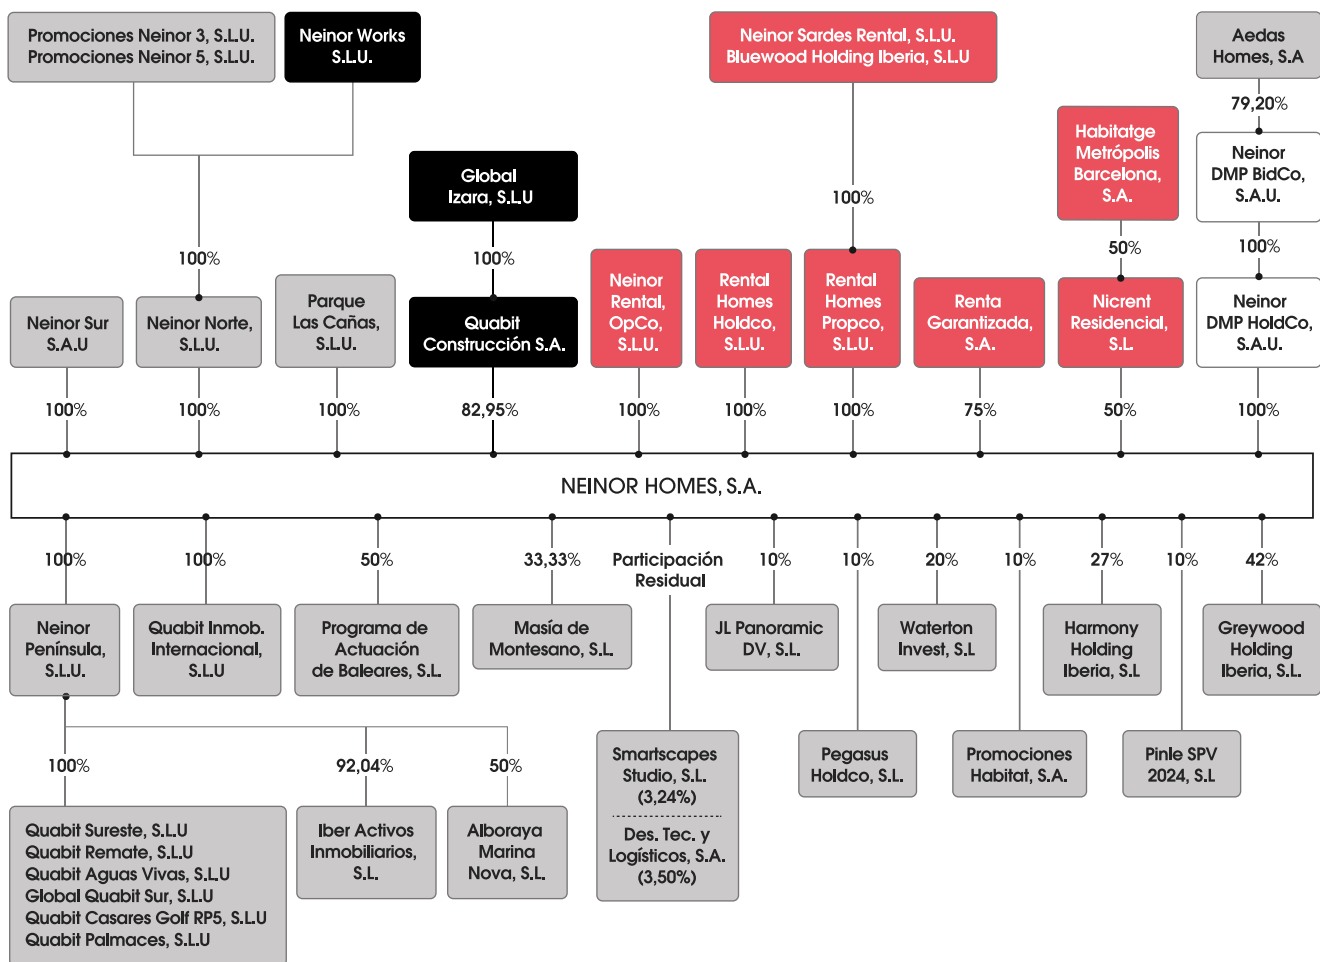 Promociones Neinor 3, S.L.U.
Promociones Neinor 5, S.L.U.
Neinor Works
S.L.U.
Neinor Sardes Rental, S.L.U.
Bluewood Holding Iberia, S.L.U
Aedas
Homes, S.A
79,20%
Habitatge
Metrópolis
Barcelona,
S.A.
Neinor
DMP BidCo,
S.A.U.
Global
Izara, S.L.U
100%
100%
100%
50%
100%
Neinor Sur
S.A.U
Neinor Norte,
S.L.U.
Parque
Las Cañas,
S.L.U.
Quabit
Construcción S.A.
Neinor
Rental,
OpCo,
S.L.U.
Rental
Homes
Holdco,
S.L.U.
Rental
Homes
Propco,
S.L.U.
Renta
Garantizada,
S.A.
Nicrent
Residencial,
S.L.
Neinor
DMP HoldCo,
S.A.U.
100%
100%
100%
82,95%
100%
100%
100%
75%
50%
100%
NEINOR HOMES, S.A.
100%
100%
50%
33,33%
Participación
Residual
10%
10%
20%
10%
27%
10%
42%
Neinor
Península,
S.L.U.
Quabit Inmob.
Internacional,
S.L.U
Programa de
Actuación
de Baleares, S.L.
Masía de
Montesano, S.L.
JL Panoramic
DV, S.L.
Waterton
Invest, S.L
Harmony
Holding
Iberia, S.L
Greywood
Holding
Iberia, S.L.
100%
92,04%
50%
Smartscapes
Studio, S.L.
(3,24%)
Des. Tec. y
Logísticos, S.A.
(3,50%)
Pegasus
Holdco, S.L.
Promociones
Habitat, S.A.
Pinle SPV
2024, S.L
Quabit Sureste, S.L.U
Quabit Remate, S.L.U
Quabit Aguas Vivas, S.L.U
Global Quabit Sur, S.L.U
Quabit Casares Golf RP5, S.L.U
Quabit Palmaces, S.L.U
Iber Activos
Inmobiliarios,
S.L.
Alboraya
Marina
Nova, S.L.